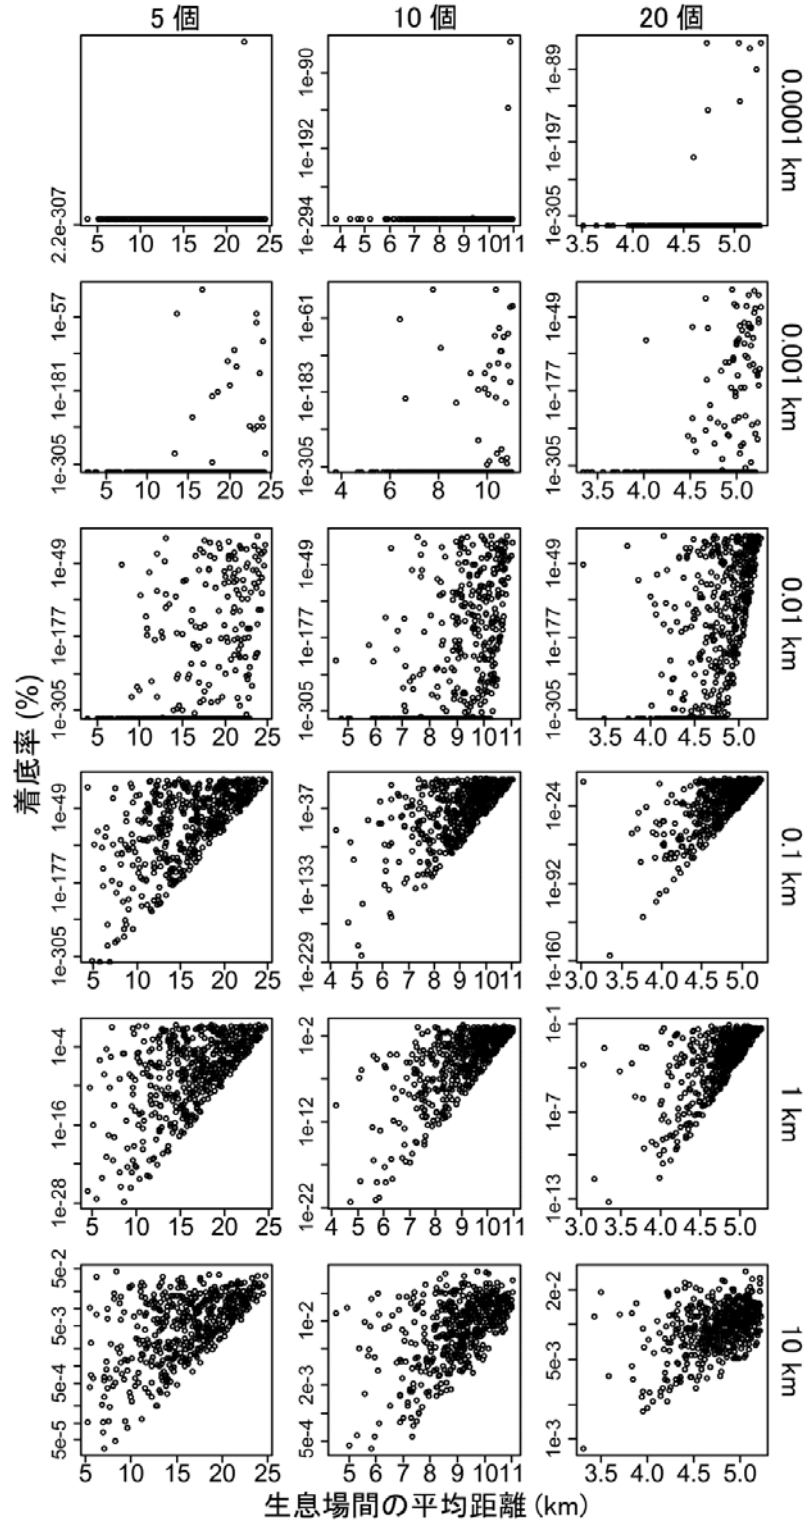 5 個 10 個 20 個
2.2e-307
1e-90 1e-192 1e-294
1e-89 1e-197 1e-305
0.0001 km
5 10 15 20 25
4 5 6 7 8 9 10 11
3.5 4.0 4.5 5.0
1e-57 1e-181 1e-305
1e-61 1e-183 1e-305
1e-49 1e-177 1e-305
0.001 km
5 10 15 20 25
4 6 8 10
3.5 4.0 4.5 5.0
1e-49 1e-177 1e-305
1e-49 1e-177 1e-305
1e-49 1e-177 1e-305
0.01 km
5 10 15 20 25
5 6 7 8 9 10 11
3.5 4.0 4.5 5.0
着底率 (%)
1e-49 1e-177 1e-305
1e-37 1e-133 1e-229
1e-24 1e-92 1e-160
0.1 km
5 10 15 20 25
4 5 6 7 8 9 10 11
3.0 3.5 4.0 4.5 5.0
1e-4 1e-16 1e-28
1e-2 1e-12 1e-22
1e-1 1e-7 1e-13
1 km
5 10 15 20 25
4 5 6 7 8 9 10 11
3.0 3.5 4.0 4.5 5.0
5e-2 5e-3 5e-4 5e-5
1e-2 2e-3 5e-4
2e-2 5e-3 1e-3
10 km
5 10 15 20 25
5 6 7 8 9 10 11
3.5 4.0 4.5 5.0
生息場間の平均距離 (km)